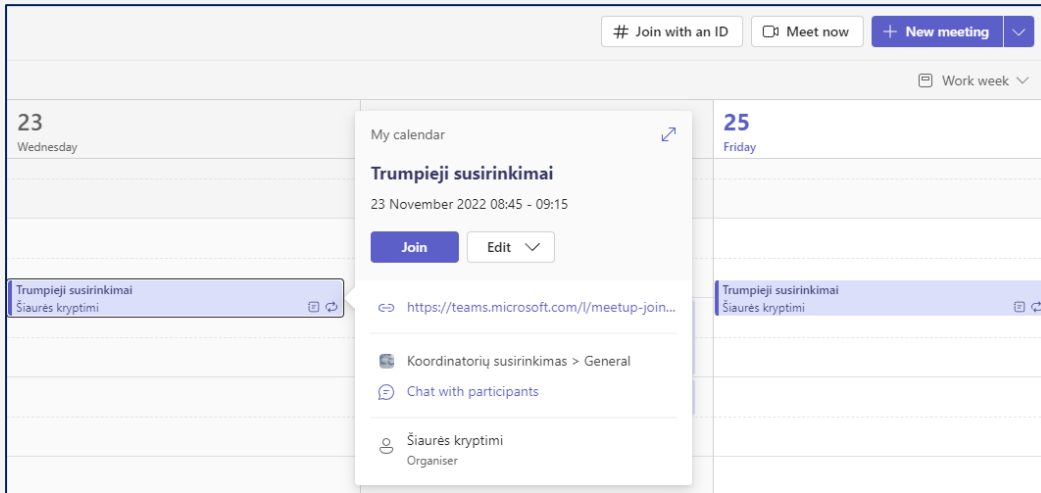 # Join with an ID
Meet now
+ New meeting
Work week
23
Wednesday
25
Friday
My calendar
Trumpieji susirinkimai
23 November 2022 08:45 - 09:15
Join
Edit
https://teams.microsoft.com/l/meetup-join...
Koordinatorių susirinkimas > General
Chat with participants
Šiaurės kryptimi
Organiser
Trumpieji susirinkimai
Šiaurės kryptimi
Trumpieji susirinkimai
Šiaurės kryptimi